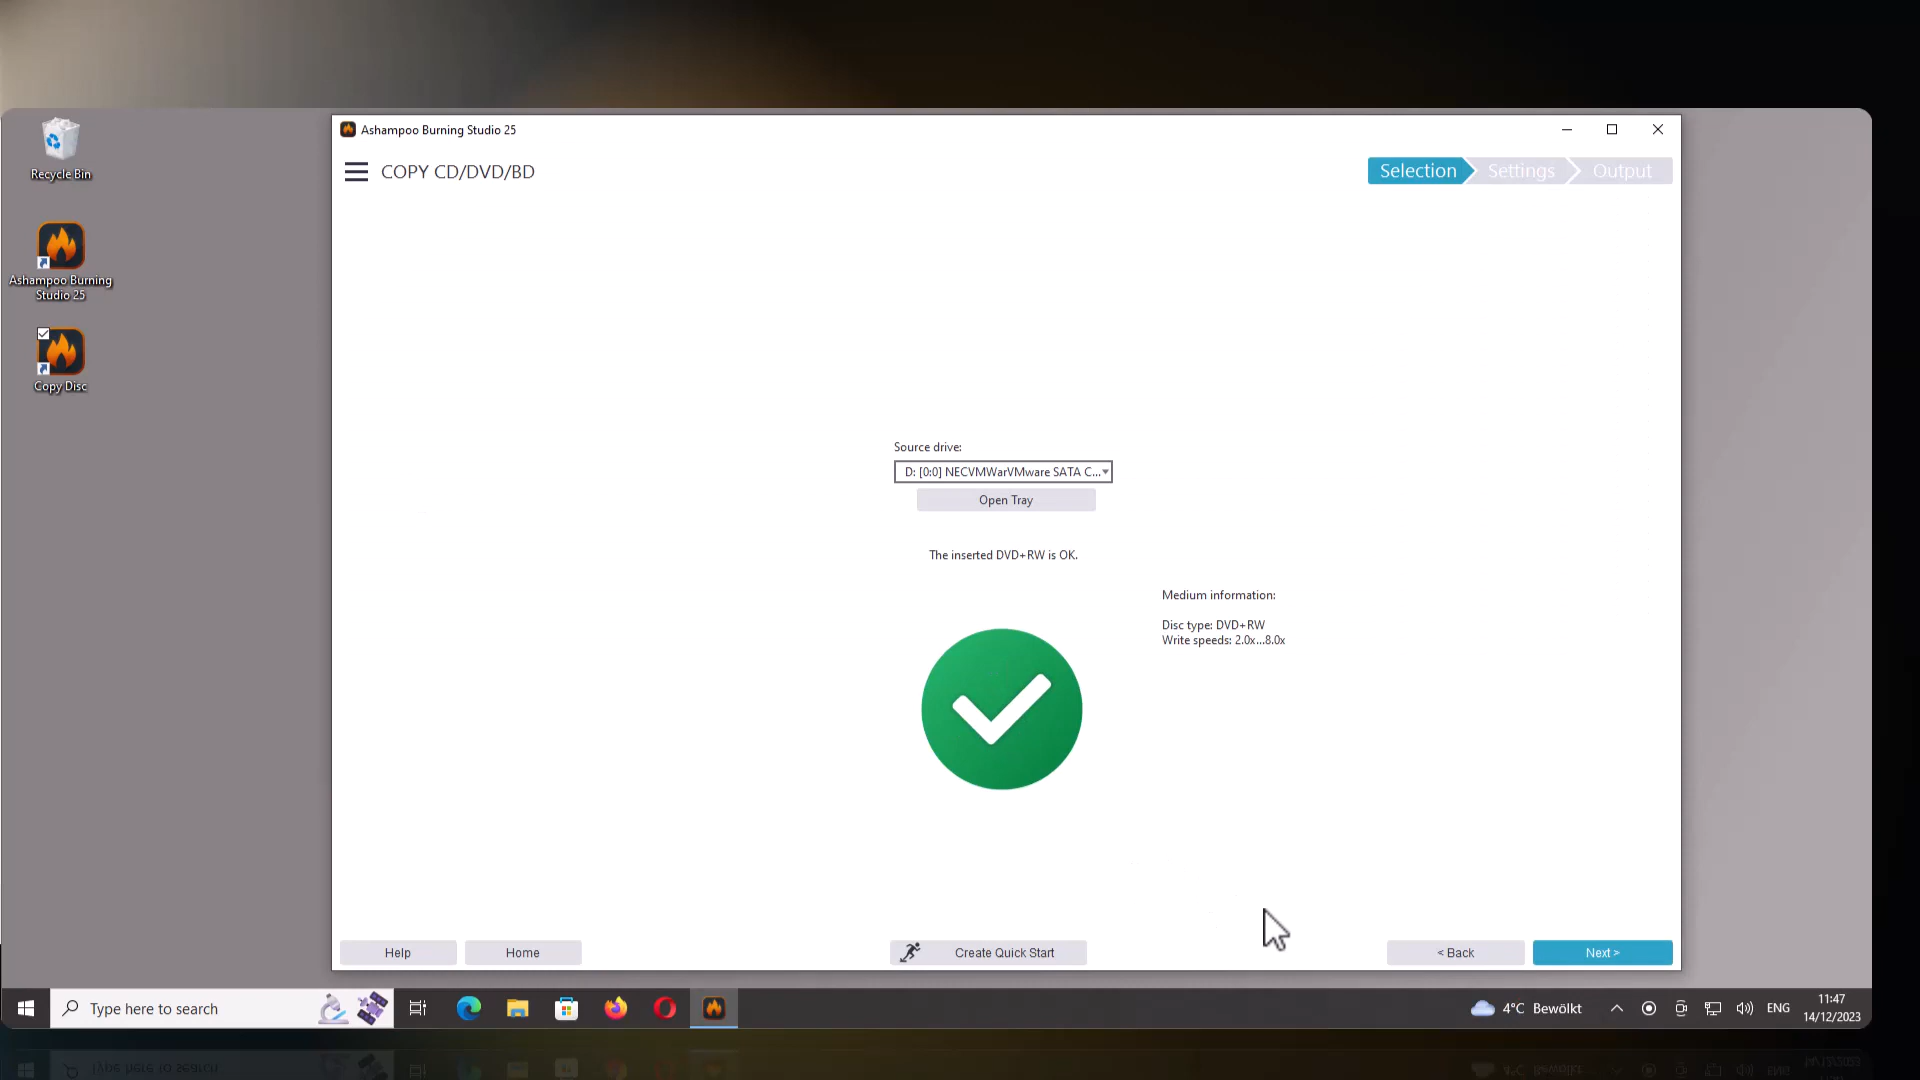 Recycle Bin
Ashampoo Burning
Studio 25
Copy Disc
Ashampoo Burning Studio 25
COPY CD/DVD/BD
Selection
Settings
Output
Source drive:
D: [0:0] NECVMWarVMware SATA C...
Open Tray
The inserted DVD+RW is OK.
Medium information:
Disc type: DVD+RW
Write speeds: 2.0x...8.0x
Help
Home
Create Quick Start
< Back
Next >
Type here to search
4°C Bewölkt
ENG
11:47
14/12/2023